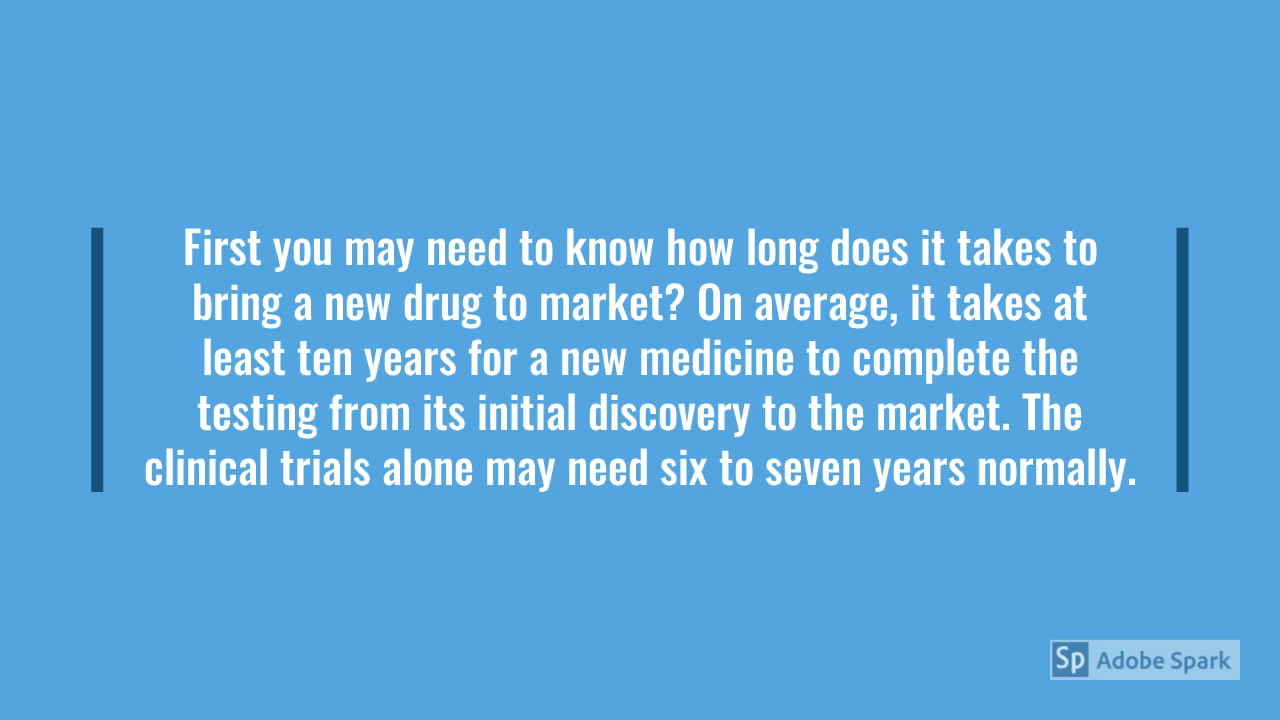 First you may need to know how long does it takes to
bring a new drug to market? On average, it takes at
least ten years for a new medicine to complete the
testing from its initial discovery to the market. The
clinical trials alone may need six to seven years normally.
Sp Adobe Spark